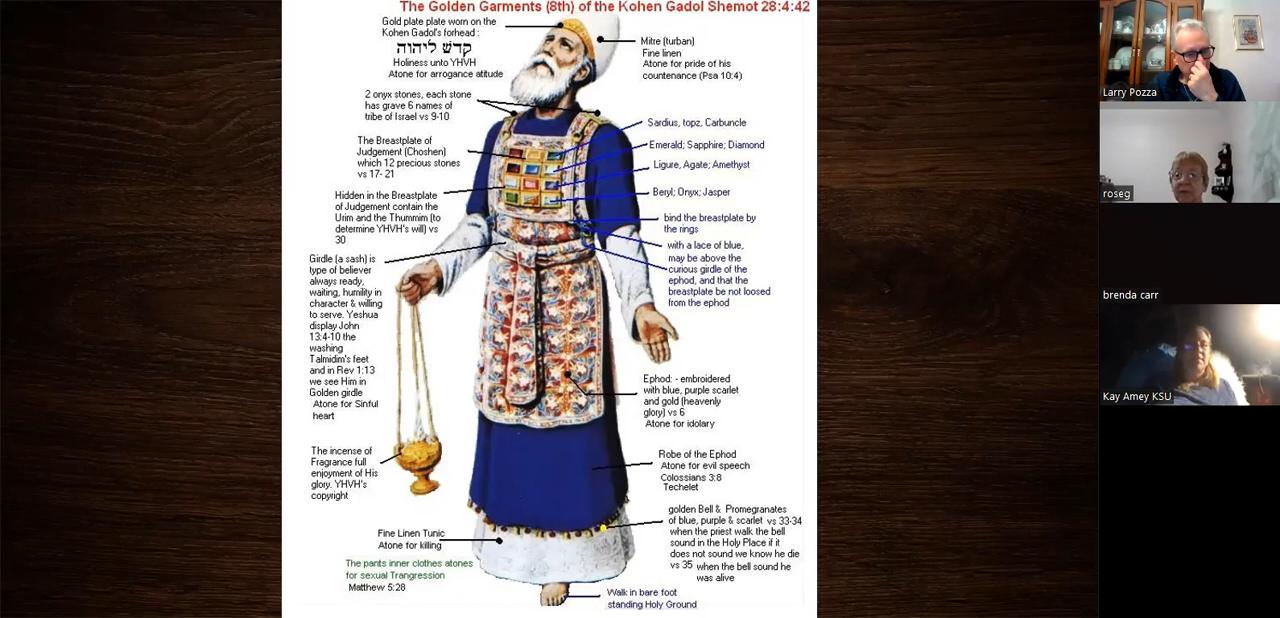 The Golden Garments (8th) of the Kohen Gadol Shemot 28:4:42
Gold plate plate worn on the
Kohen Gadol's forhead :
קדש ליהוה
Holiness unto YHVH
Atone for arrogance atitude
Mitre (turban)
Fine linen
Atone for pride of his
countenance (Psa 10:4)
2 onyx stones, each stone
has grave 6 names of
tribe of Israel vs 9-10
The Breastplate of
Judgement (Choshen)
which 12 precious stones
vs 17- 21
Hidden in the Breastplate
of Judgement contain the
Urim and the Thummim (to
determine YHVH's will) vs
30
Sardius, topz, Carbuncle
Emerald; Sapphire; Diamond
Ligure, Agate; Amethyst
Beryl; Onyx; Jasper
bind the breastplate by
the rings
with a lace of blue,
may be above the
curious girdle of the
ephod, and that the
breastplate be not loosed
from the ephod
Girdle (a sash) is
type of believer
always ready,
waiting, humility in
character & willing
to serve. Yeshua
display John
13:4-10 the
washing
Talmidim's feet
and in Rev 1:13
we see Him in
Golden girdle
Atone for Sinful
heart
Ephod: - embroidered
with blue, purple scarlet
and gold (heavenly
glory) vs 6
Atone for idolary
The incense of
Fragrance full
enjoyment of His
glory. YHVH's
copyright
Robe of the Ephod
Atone for evil speech
Colossians 3:8
Techelet
golden Bell & Promegranates
of blue, purple & scarlet vs 33-34
when the priest walk the bell
sound in the Holy Place if it
does not sound we know he die
vs 35 when the bell sound he
was alive
Fine Linen Tunic
Atone for killing
The pants inner clothes atones
for sexual Trangression
Matthew 5:28
Walk in bare foot
standing Holy Ground
Larry Pozza
roseg
brenda carr
Kay Amey KSU